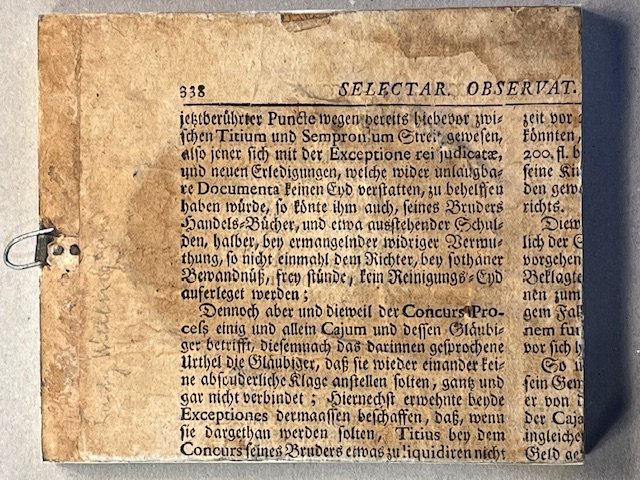 338 SELECTAR. OBSERVAT.
jetztberührter Puncte wegen bereits hiebevor zwi-
schen Titium und Sempronium Streit gewesen,
also jener sich mit der Exceptione rei judicatæ,
und neuen Erledigungen, welche wider unlaugba-
re Documenta keinen Eyd verstatten, zu behelffen
haben würde, so könte ihm auch, seines Bruders
Handels-Bücher, und etwa ausstehender Schul-
den, halber, bey ermangelnder widriger Vermu-
thung, so nicht einmahl dem Richter, bey sothaner
Bewandnüß, frey stünde, kein Reinigungs-Eyd
auferleget werden;
Dennoch aber und dieweil der Concurs-Pro-
cess einig und allein Cajum und dessen Gläubi-
ger betrifft, diesemnach das darinnen gesprochene
Urthel die Gläubiger, daß sie wieder einander kei-
ne absonderliche Klage anstellen solten, gantz und
gar nicht verbindet; Hiernechst erwehnte beyde
Exceptiones dermaassen beschaffen, daß, wenn
sie dargethan werden solten, Titius bey dem
Concurs seines Bruders etwas zu liquidiren nicht
zeit vor
könnten,
200. fl. b
seine Kin
den gew
richts.
Diew
lich der S
vorgehen
Beklagte
nen zum
gem Fal
nem fun
vor sich h
So
sein Gem
er von d
der Caja
ingleiche
Geld ge